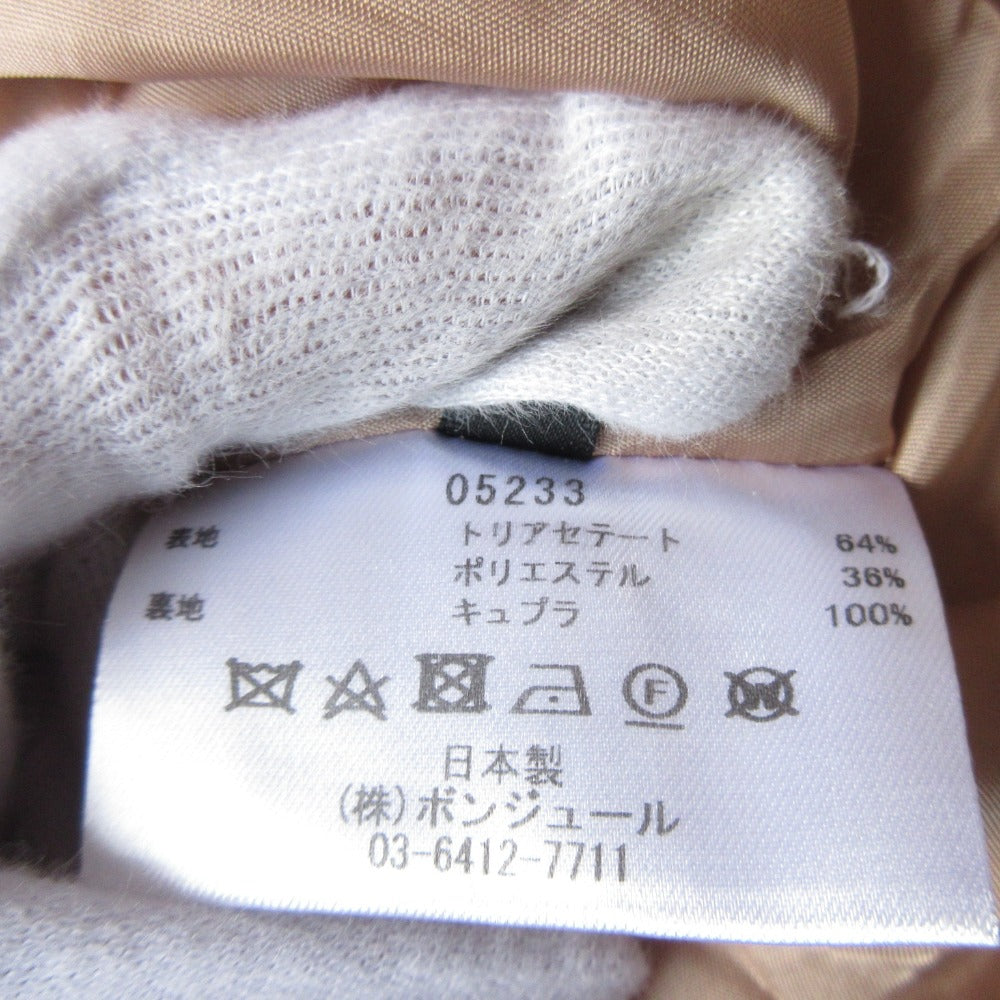 05233
表地 トリアセテート 64%
ポリエステル 36%
裏地 キュプラ 100%
F W
日本製
(株)ボンジュール
03-6412-7711